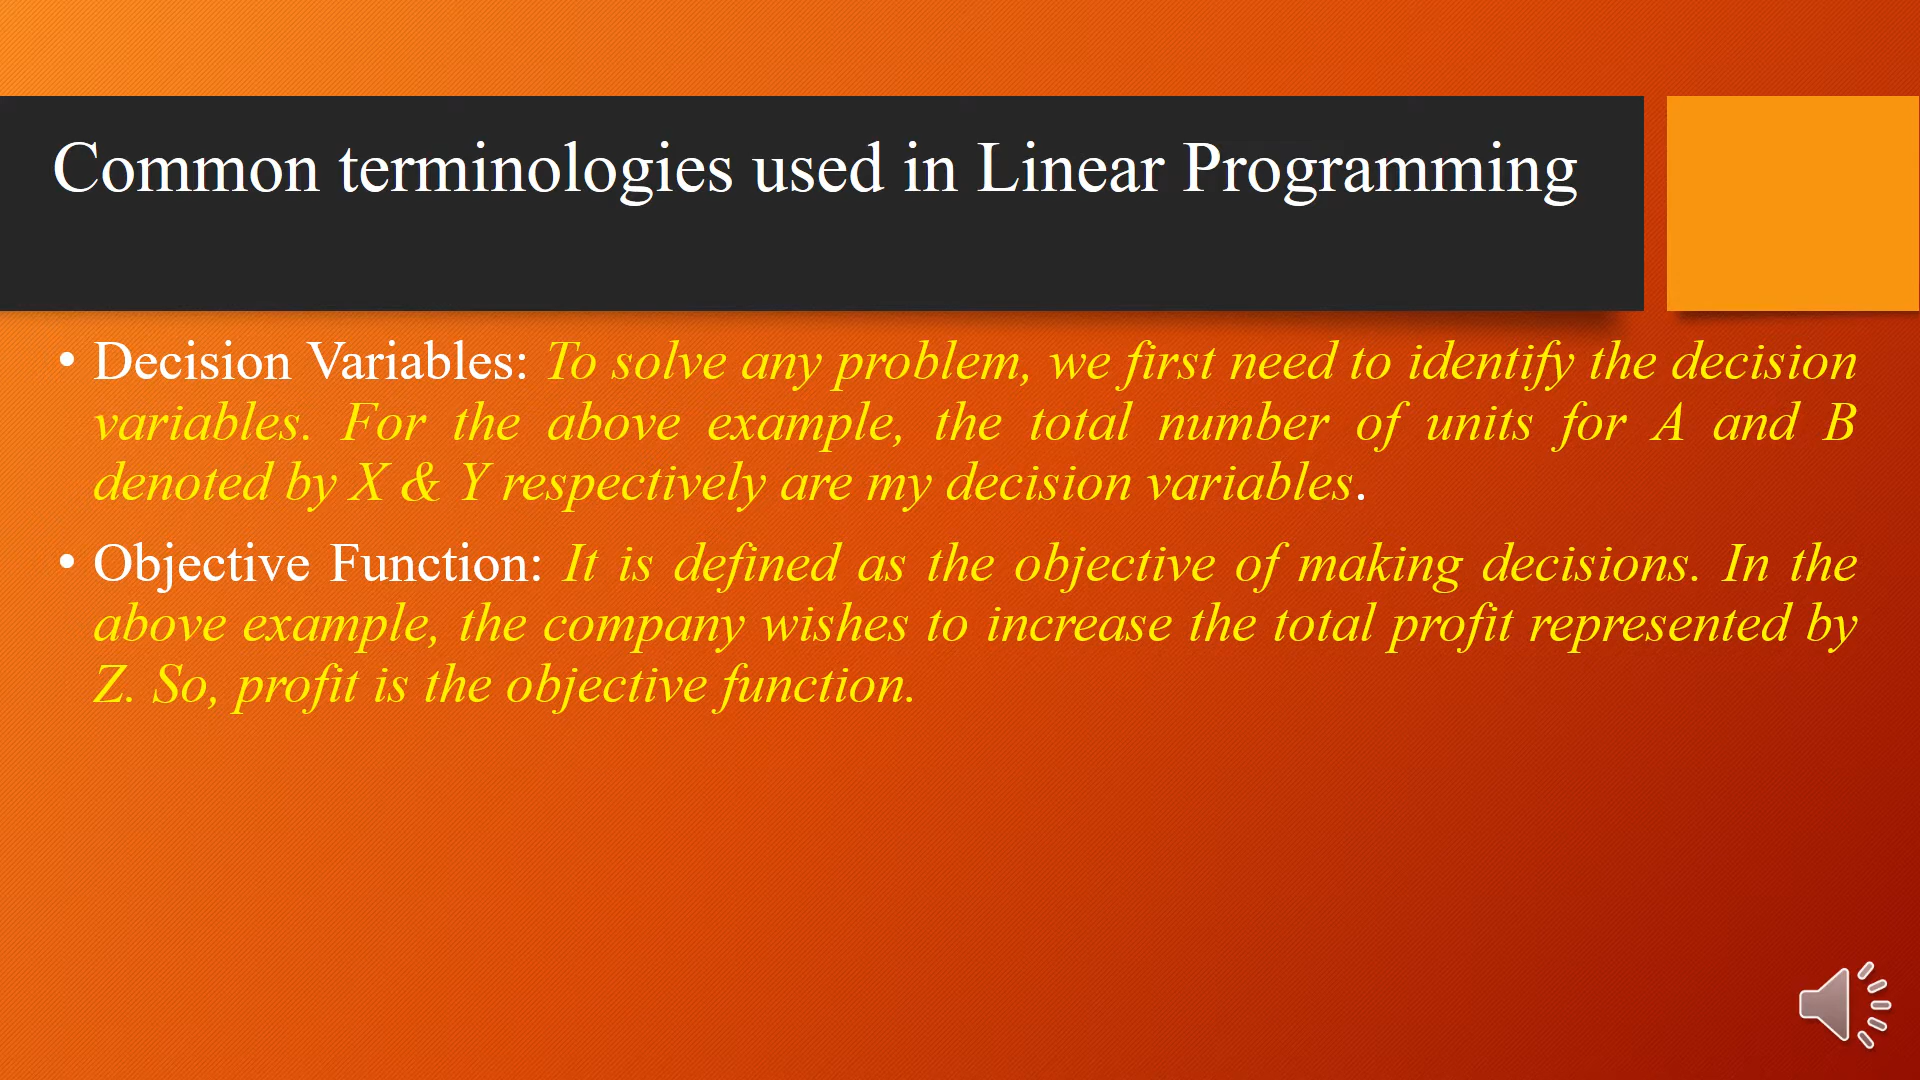 Common terminologies used in Linear Programming
• Decision Variables: To solve any problem, we first need to identify the decision
variables. For the above example, the total number of units for A and B
denoted by X & Y respectively are my decision variables.
• Objective Function: It is defined as the objective of making decisions. In the
above example, the company wishes to increase the total profit represented by
Z. So, profit is the objective function.